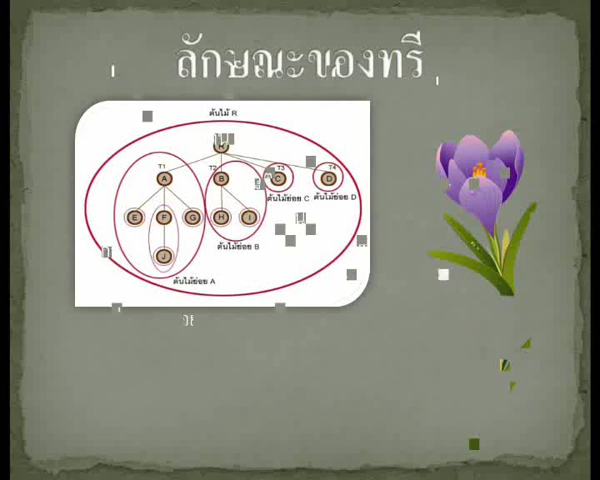 ลักษณะของทรี
ต้นไม้ R
T1 T2 T3 T4
A B C D
ต้นไม้ย่อย C ต้นไม้ย่อย D
E F G H I
ต้นไม้ย่อย B
J
ต้นไม้ย่อย A